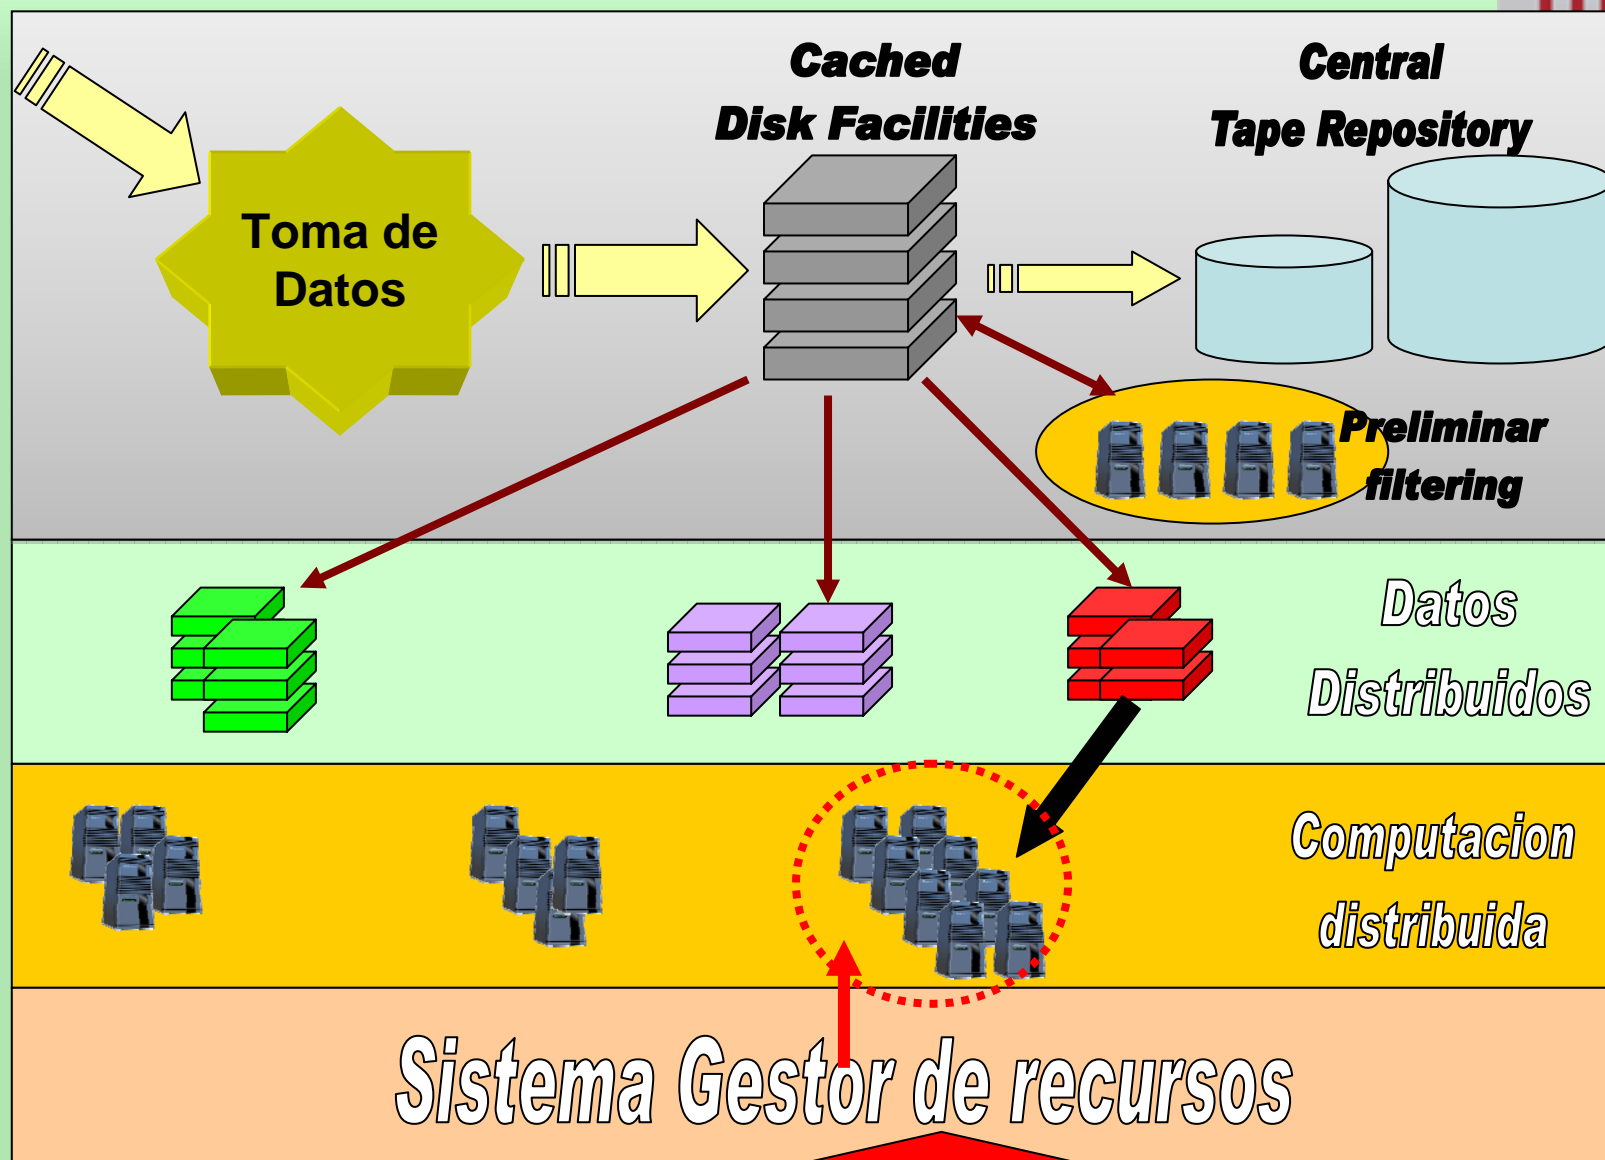 Cached
Disk Facilities
Central
Tape Repository
Toma de
Datos
Preliminar
filtering
Datos
Distribuidos
Computacion
distribuida
Sistema Gestor de recursos